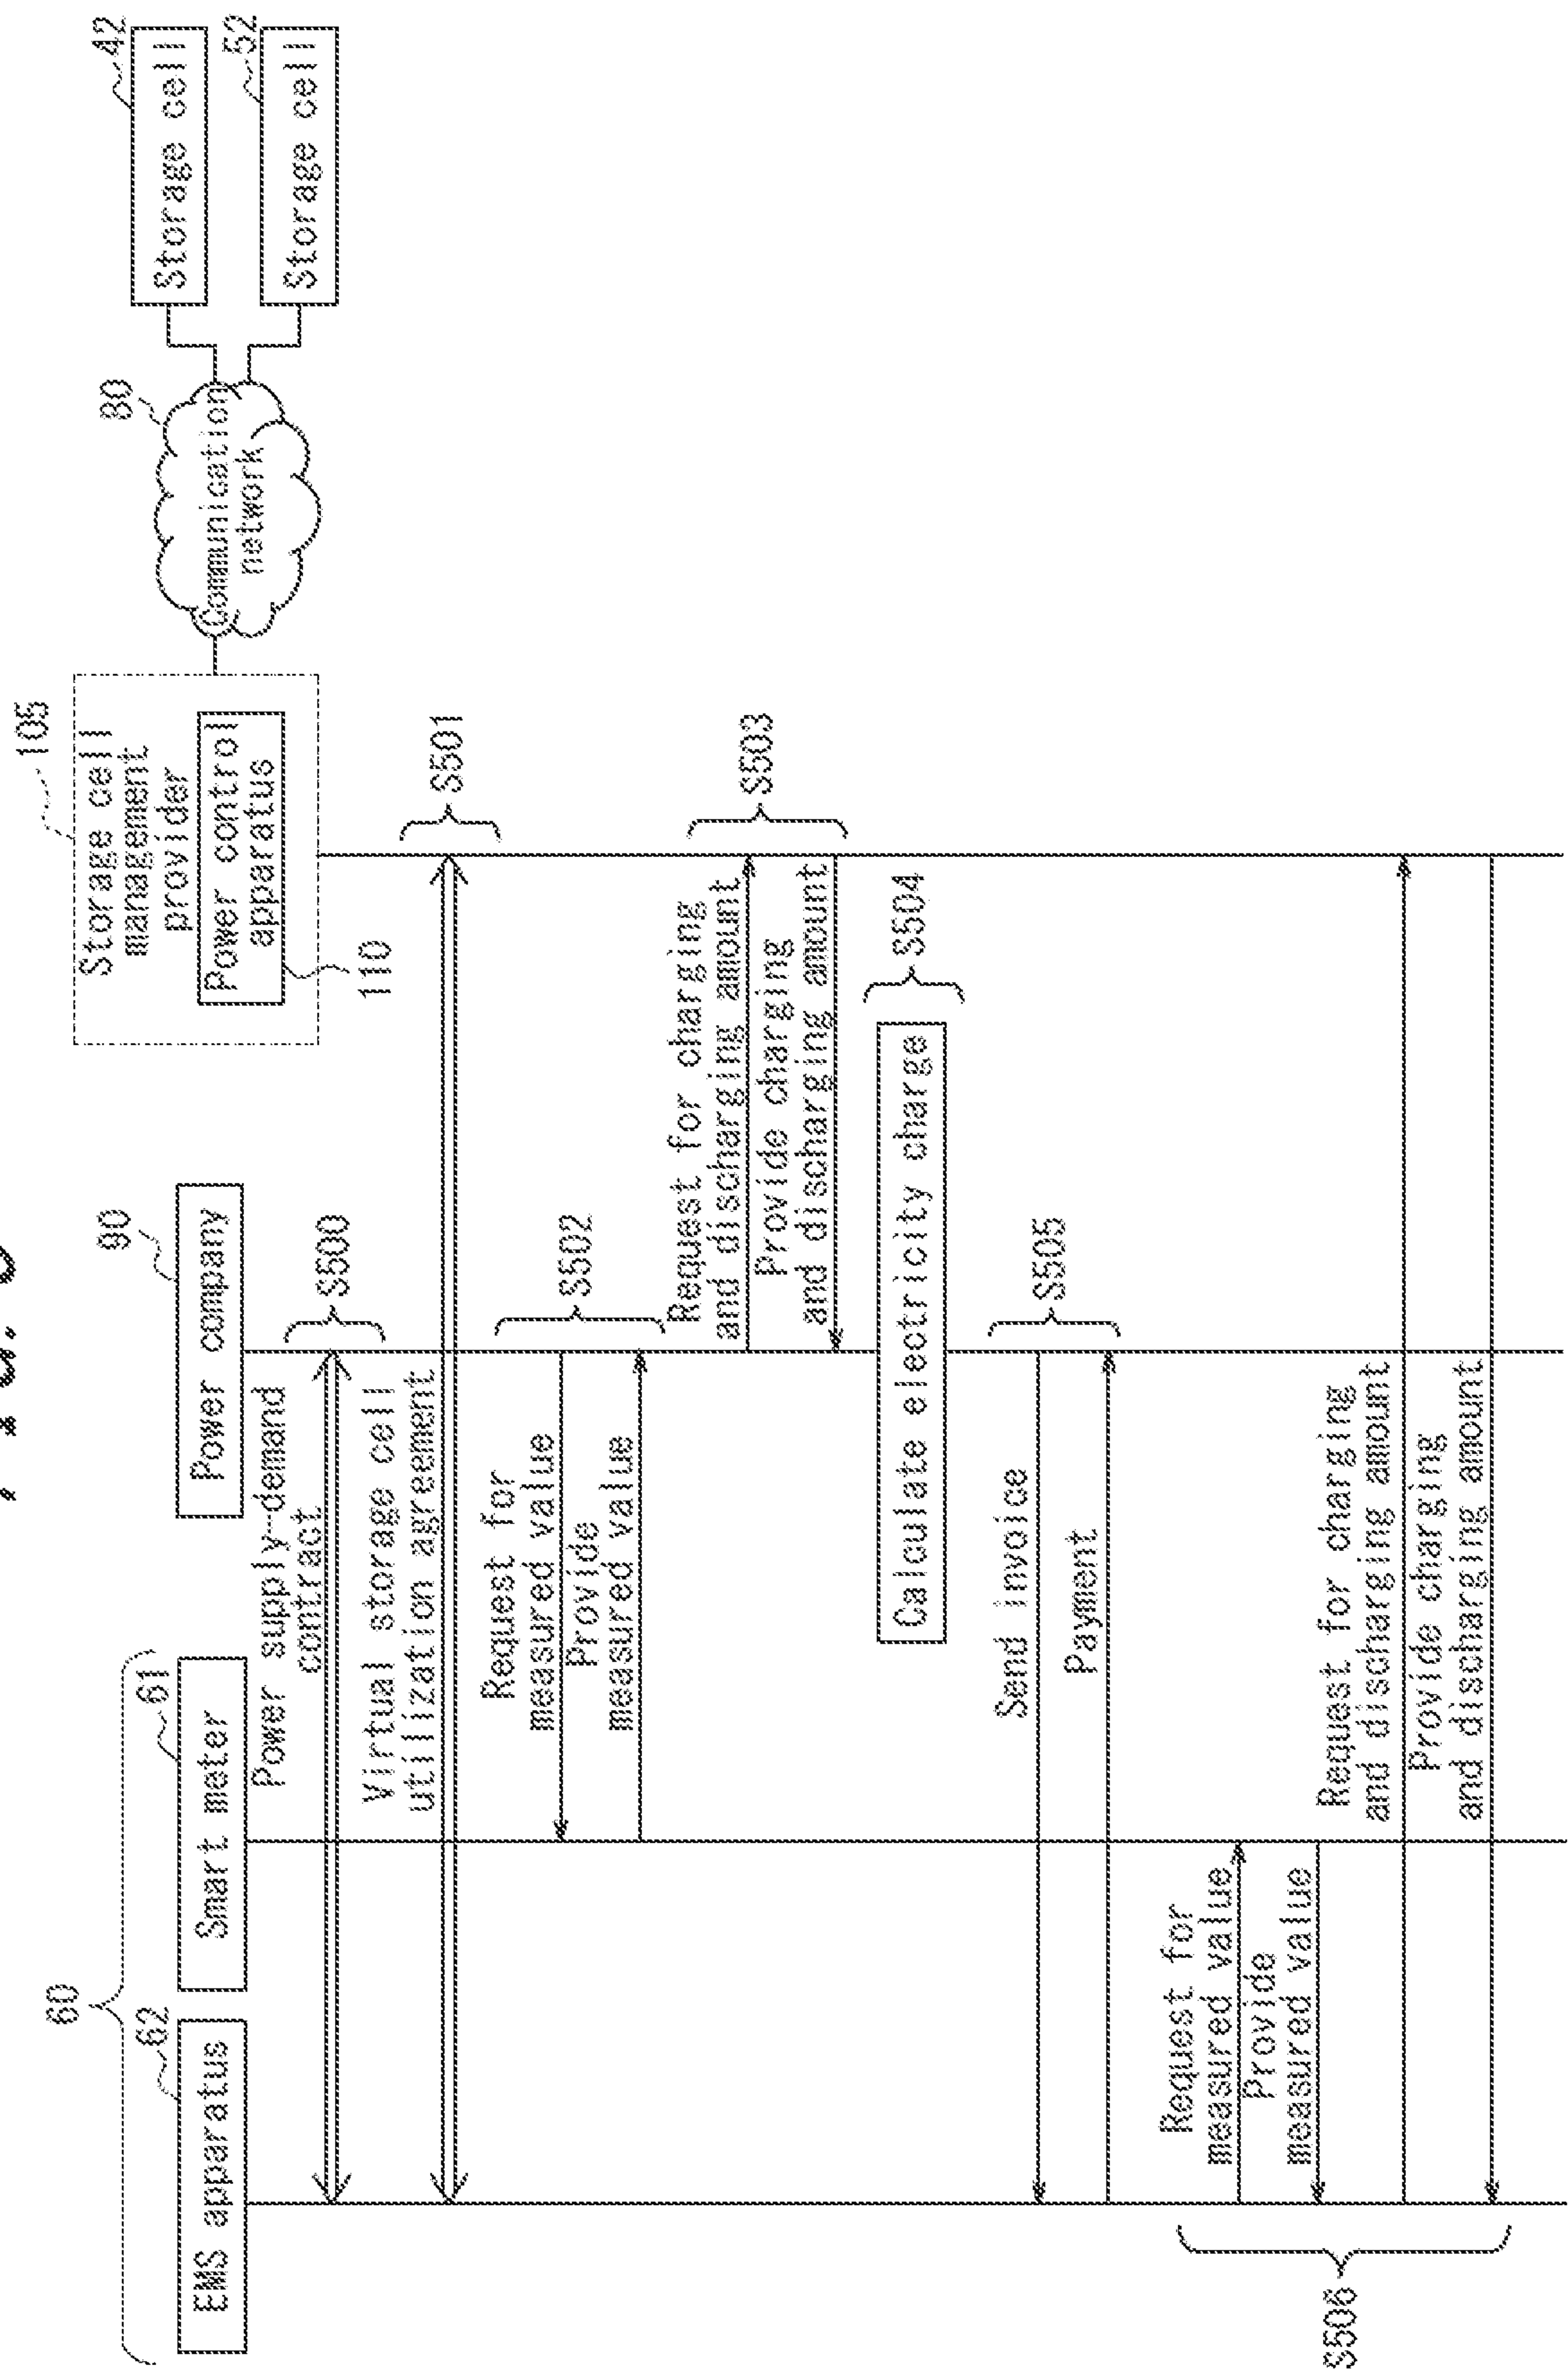 60
105
62
61
90
80
42
52
EMS apparatus
Smart meter
Power company
Storage cell
management
provider
Power control
apparatus
110
Communication
network
Storage cell
Storage cell
Power supply-demand
contract
S500
Virtual storage cell
utilization agreement
S501
Request for
measured value
Provide
measured value
S502
Request for charging
and discharging amount
Provide charging
and discharging amount
S503
Calculate electricity charge
S504
Send invoice
Payment
S505
Request for
measured value
Provide
measured value
Request for charging
and discharging amount
Provide charging
and discharging amount
S506